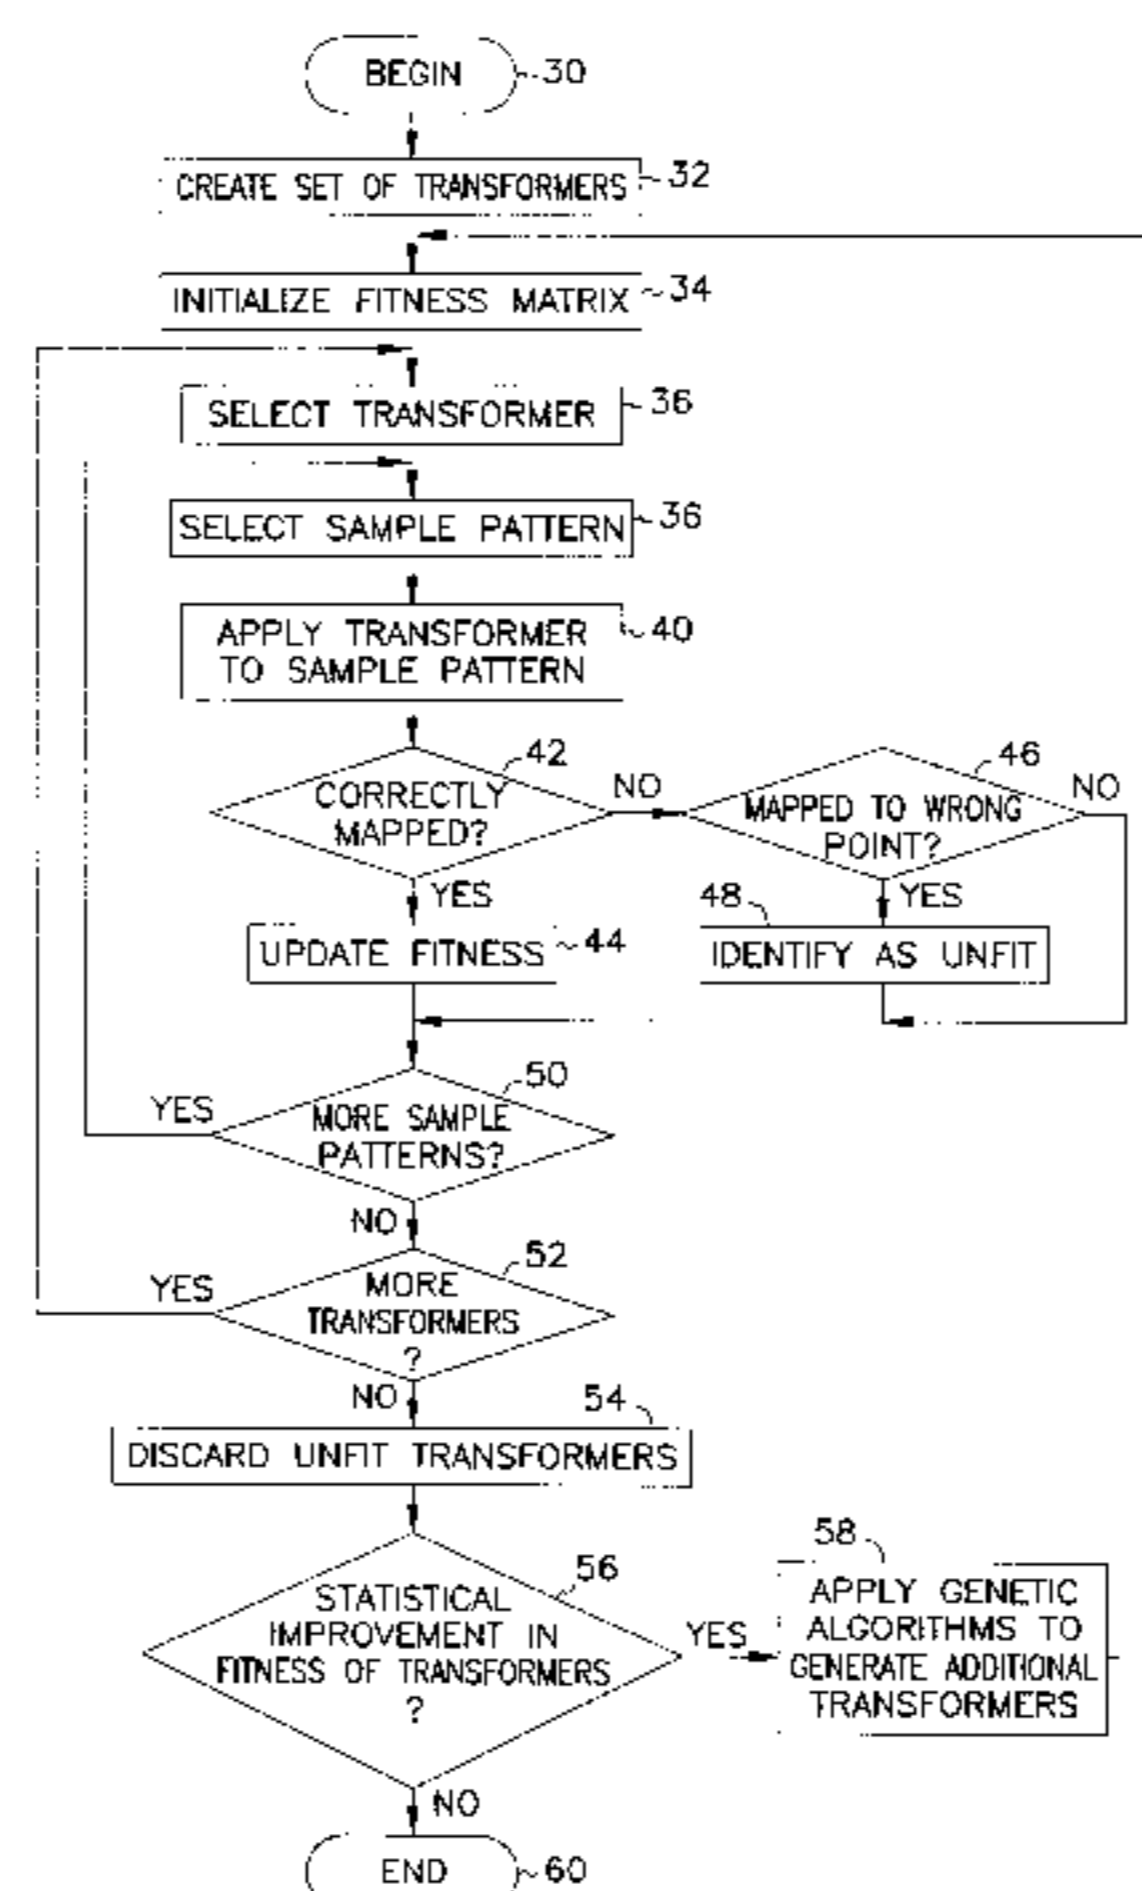 BEGIN
30
CREATE SET OF TRANSFORMERS
32
INITIALIZE FITNESS MATRIX
34
SELECT TRANSFORMER
36
SELECT SAMPLE PATTERN
36
APPLY TRANSFORMER
TO SAMPLE PATTERN
40
CORRECTLY
MAPPED?
42
NO
MAPPED TO WRONG
POINT?
46
NO
YES
YES
UPDATE FITNESS
44
48
IDENTIFY AS UNFIT
MORE SAMPLE
PATTERNS?
50
YES
NO
MORE
TRANSFORMERS
?
52
YES
NO
DISCARD UNFIT TRANSFORMERS
54
STATISTICAL
IMPROVEMENT IN
FITNESS OF TRANSFORMERS
?
56
YES
58
APPLY GENETIC
ALGORITHMS TO
GENERATE ADDITIONAL
TRANSFORMERS
NO
END
60